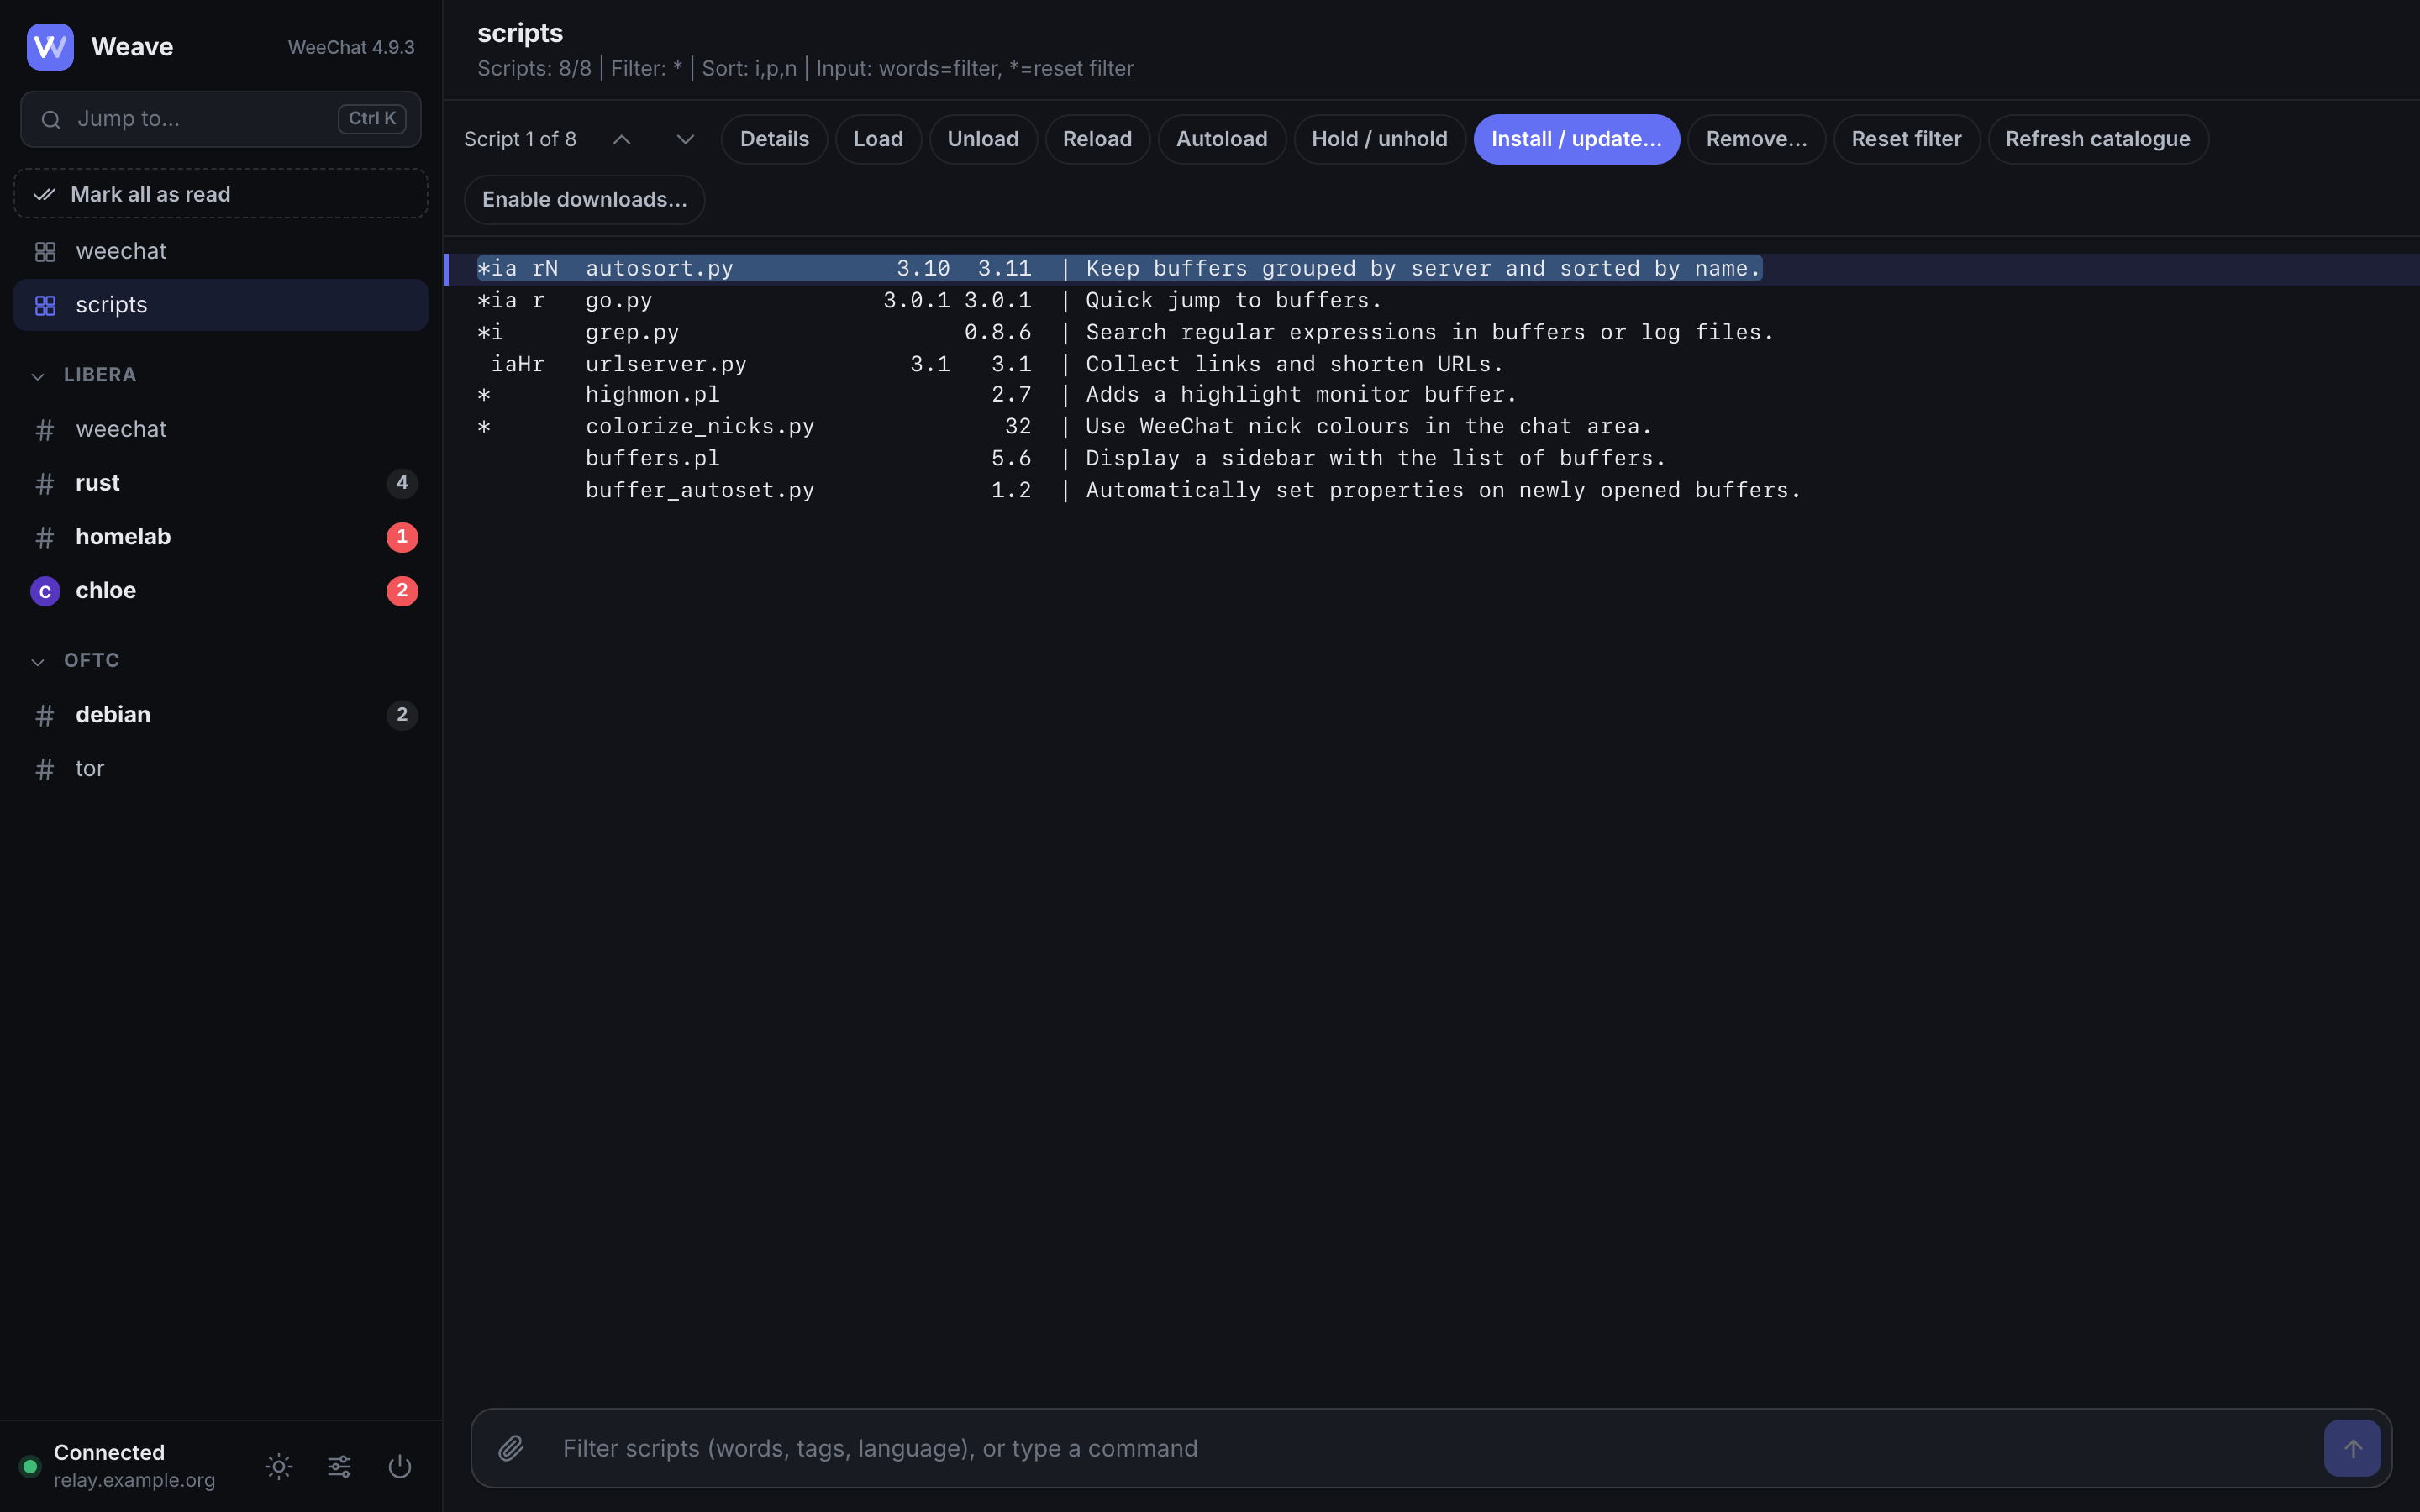 Weave WeeChat 4.9.3
Jump to... Ctrl K
Mark all as read
weechat
scripts
LIBERA
# weechat
# rust 4
# homelab 1
C chloe 2
OFTC
# debian 2
# tor
Connected
relay.example.org
scripts
Scripts: 8/8 | Filter: * | Sort: i,p,n | Input: words=filter, *=reset filter
Script 1 of 8 Details Load Unload Reload Autoload Hold / unhold Install / update... Remove... Reset filter Refresh catalogue
Enable downloads...
*ia rN  autosort.py            3.10  3.11  | Keep buffers grouped by server and sorted by name.
*ia r   go.py                 3.0.1 3.0.1  | Quick jump to buffers.
*i      grep.py                     0.8.6  | Search regular expressions in buffers or log files.
 iaHr   urlserver.py            3.1   3.1  | Collect links and shorten URLs.
*       highmon.pl                    2.7  | Adds a highlight monitor buffer.
*       colorize_nicks.py              32  | Use WeeChat nick colours in the chat area.
        buffers.pl                    5.6  | Display a sidebar with the list of buffers.
        buffer_autoset.py             1.2  | Automatically set properties on newly opened buffers.
Filter scripts (words, tags, language), or type a command